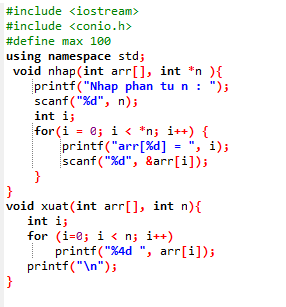 #include <iostream>
#include <conio.h>
#define max 100
using namespace std;
void nhap(int arr[], int *n ){
printf("Nhap phan tu n : ");
scanf("%d", n);
int i;
for(i = 0; i < *n; i++) {
printf("arr[%d] = ", i);
scanf("%d", &arr[i]);
}
}
void xuat(int arr[], int n){
int i;
for (i=0; i < n; i++)
printf("%4d ", arr[i]);
printf("\n");
}